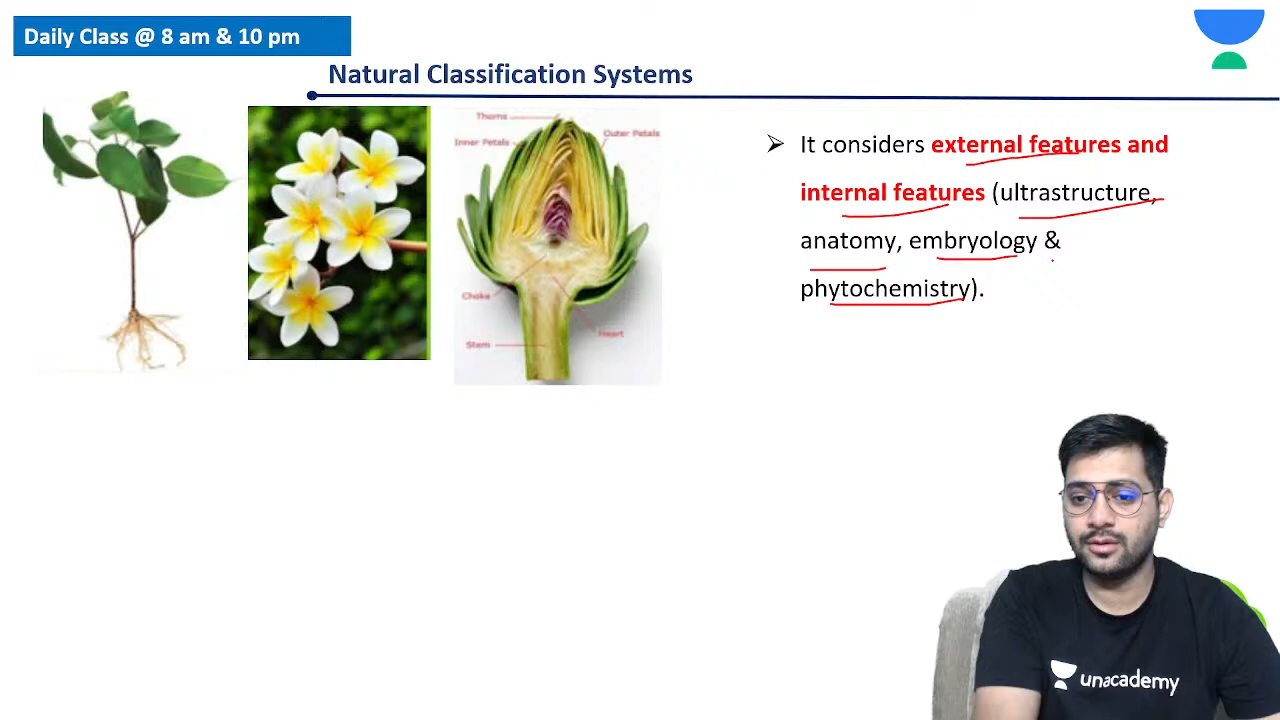 Daily Class @ 8 am & 10 pm
Natural Classification Systems
Thorns
Inner Petals
Outer Petals
Choke
Heart
Stem
➢ It considers external features and
internal features (ultrastructure,
anatomy, embryology &
phytochemistry).
unacademy